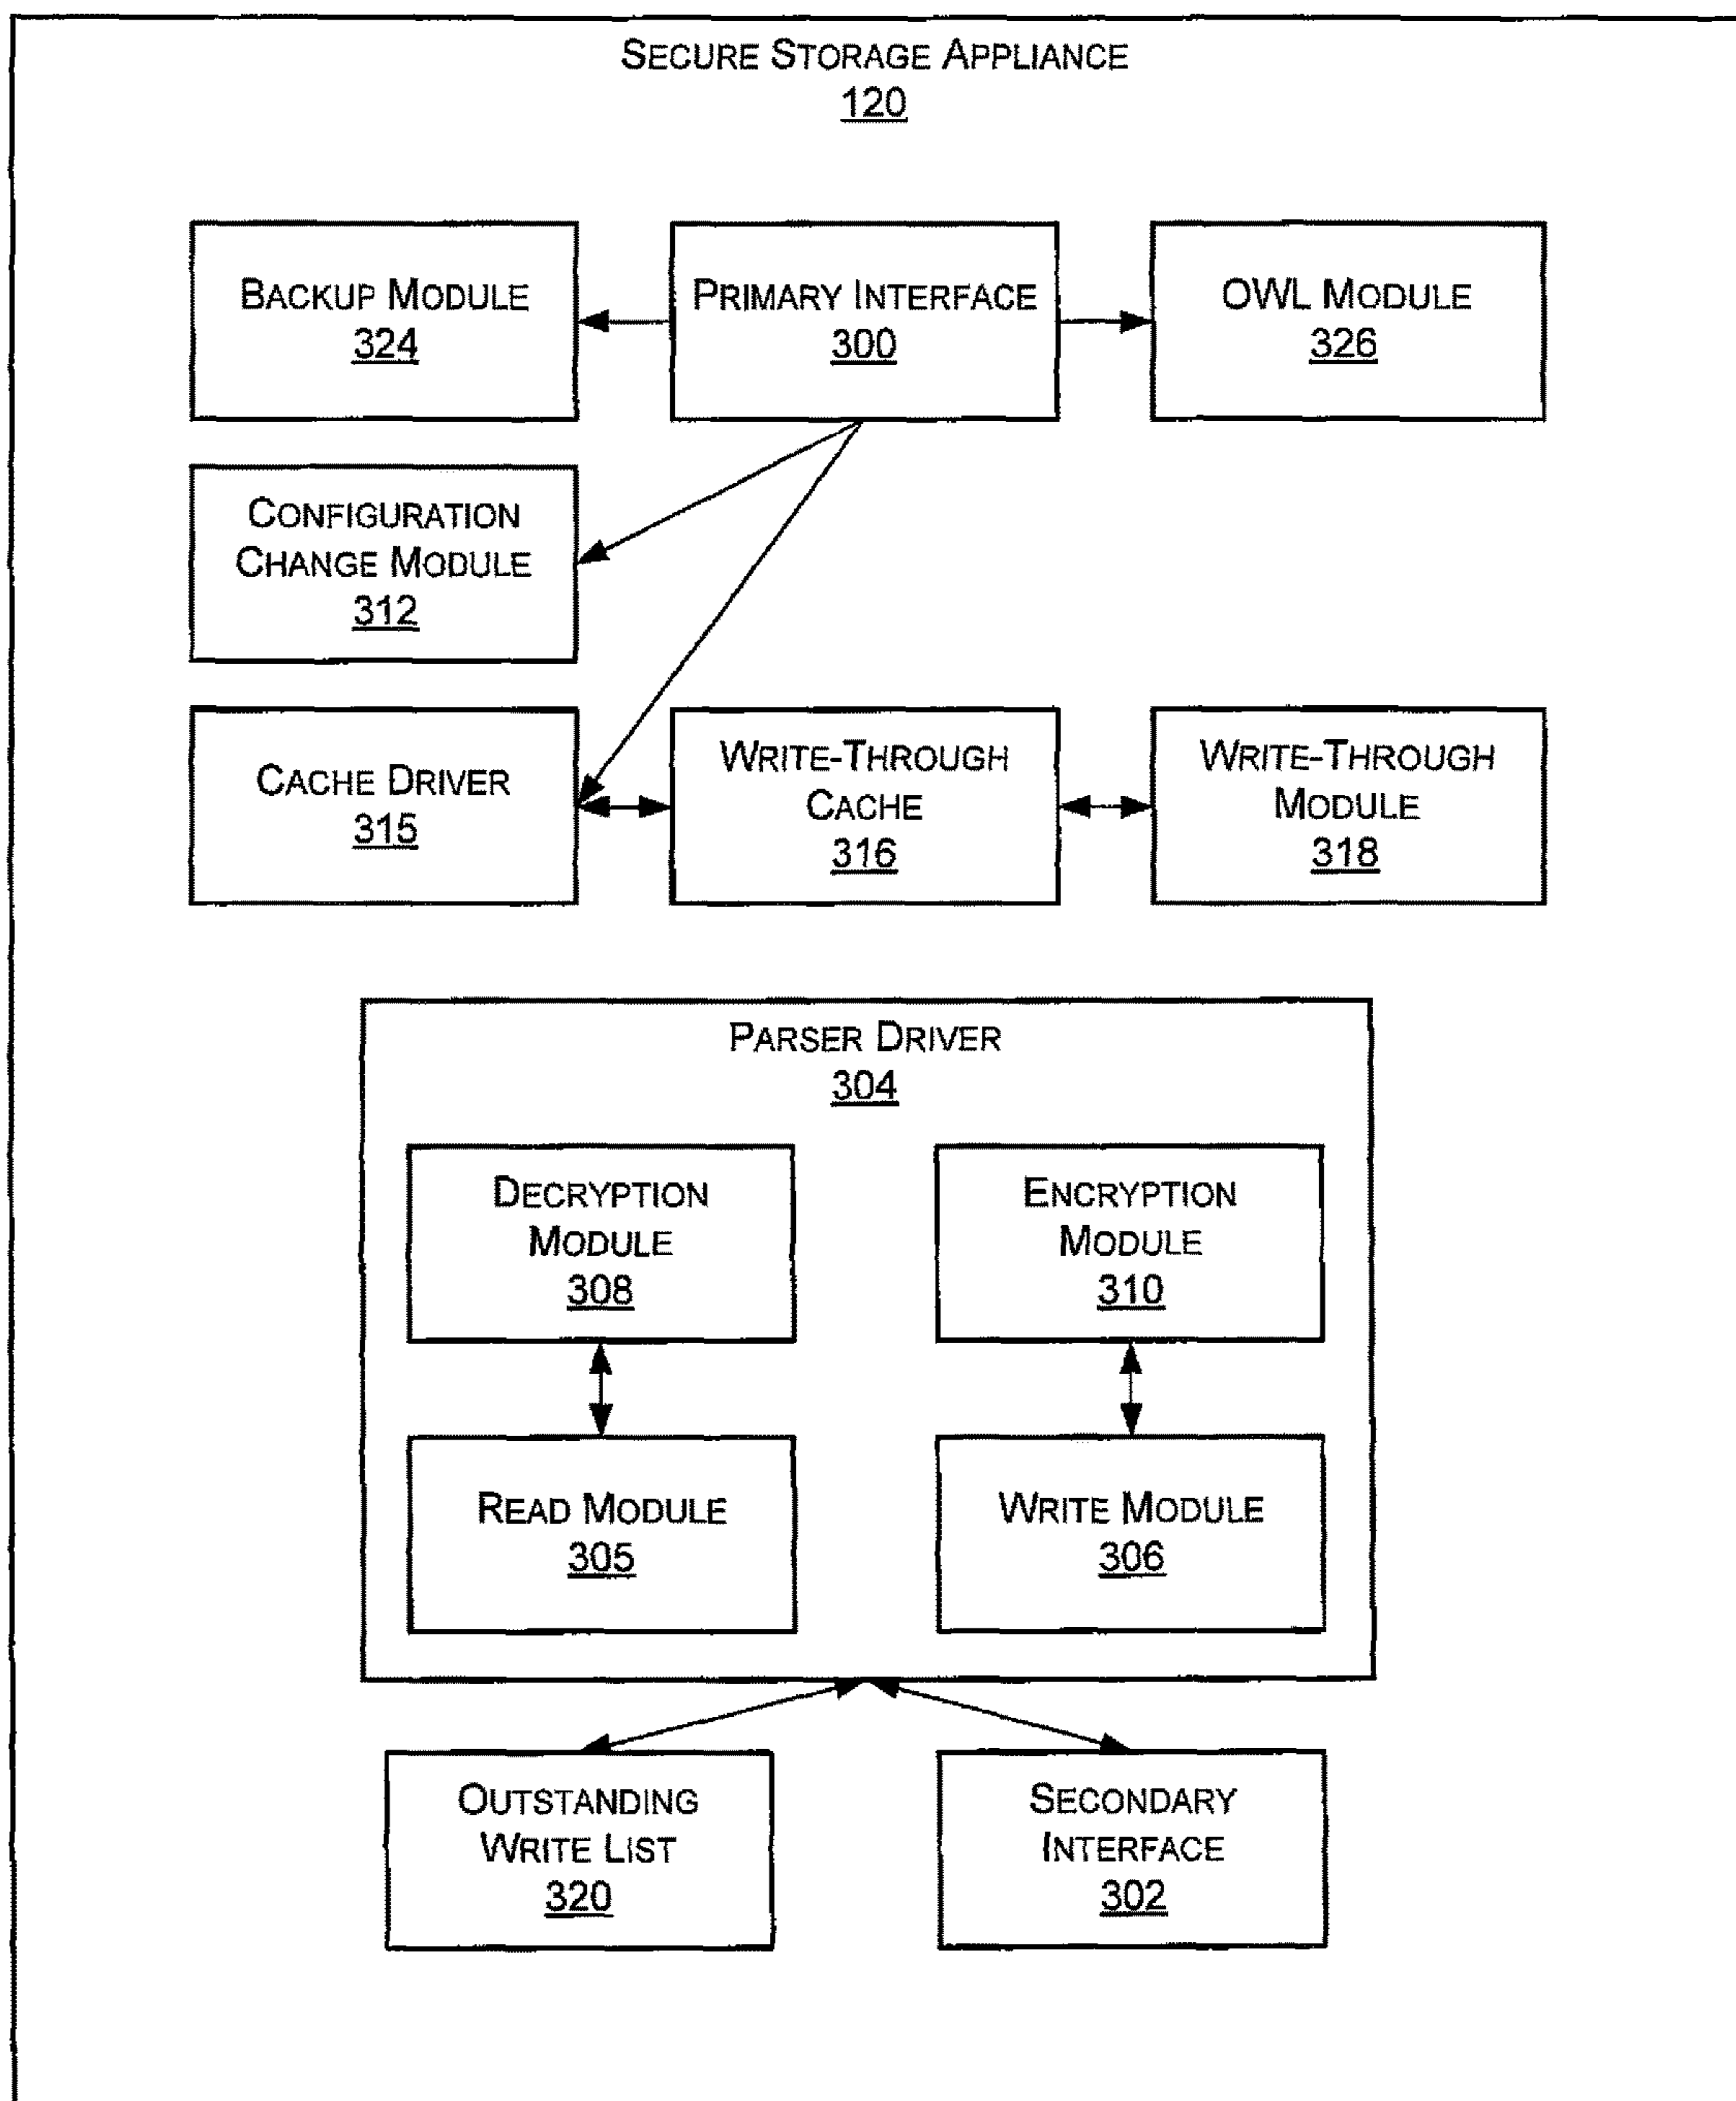 SECURE STORAGE APPLIANCE
120
BACKUP MODULE
324
PRIMARY INTERFACE
300
OWL MODULE
326
CONFIGURATION
CHANGE MODULE
312
CACHE DRIVER
315
WRITE-THROUGH
CACHE
316
WRITE-THROUGH
MODULE
318
PARSER DRIVER
304
DECRYPTION
MODULE
308
ENCRYPTION
MODULE
310
READ MODULE
305
WRITE MODULE
306
OUTSTANDING
WRITE LIST
320
SECONDARY
INTERFACE
302